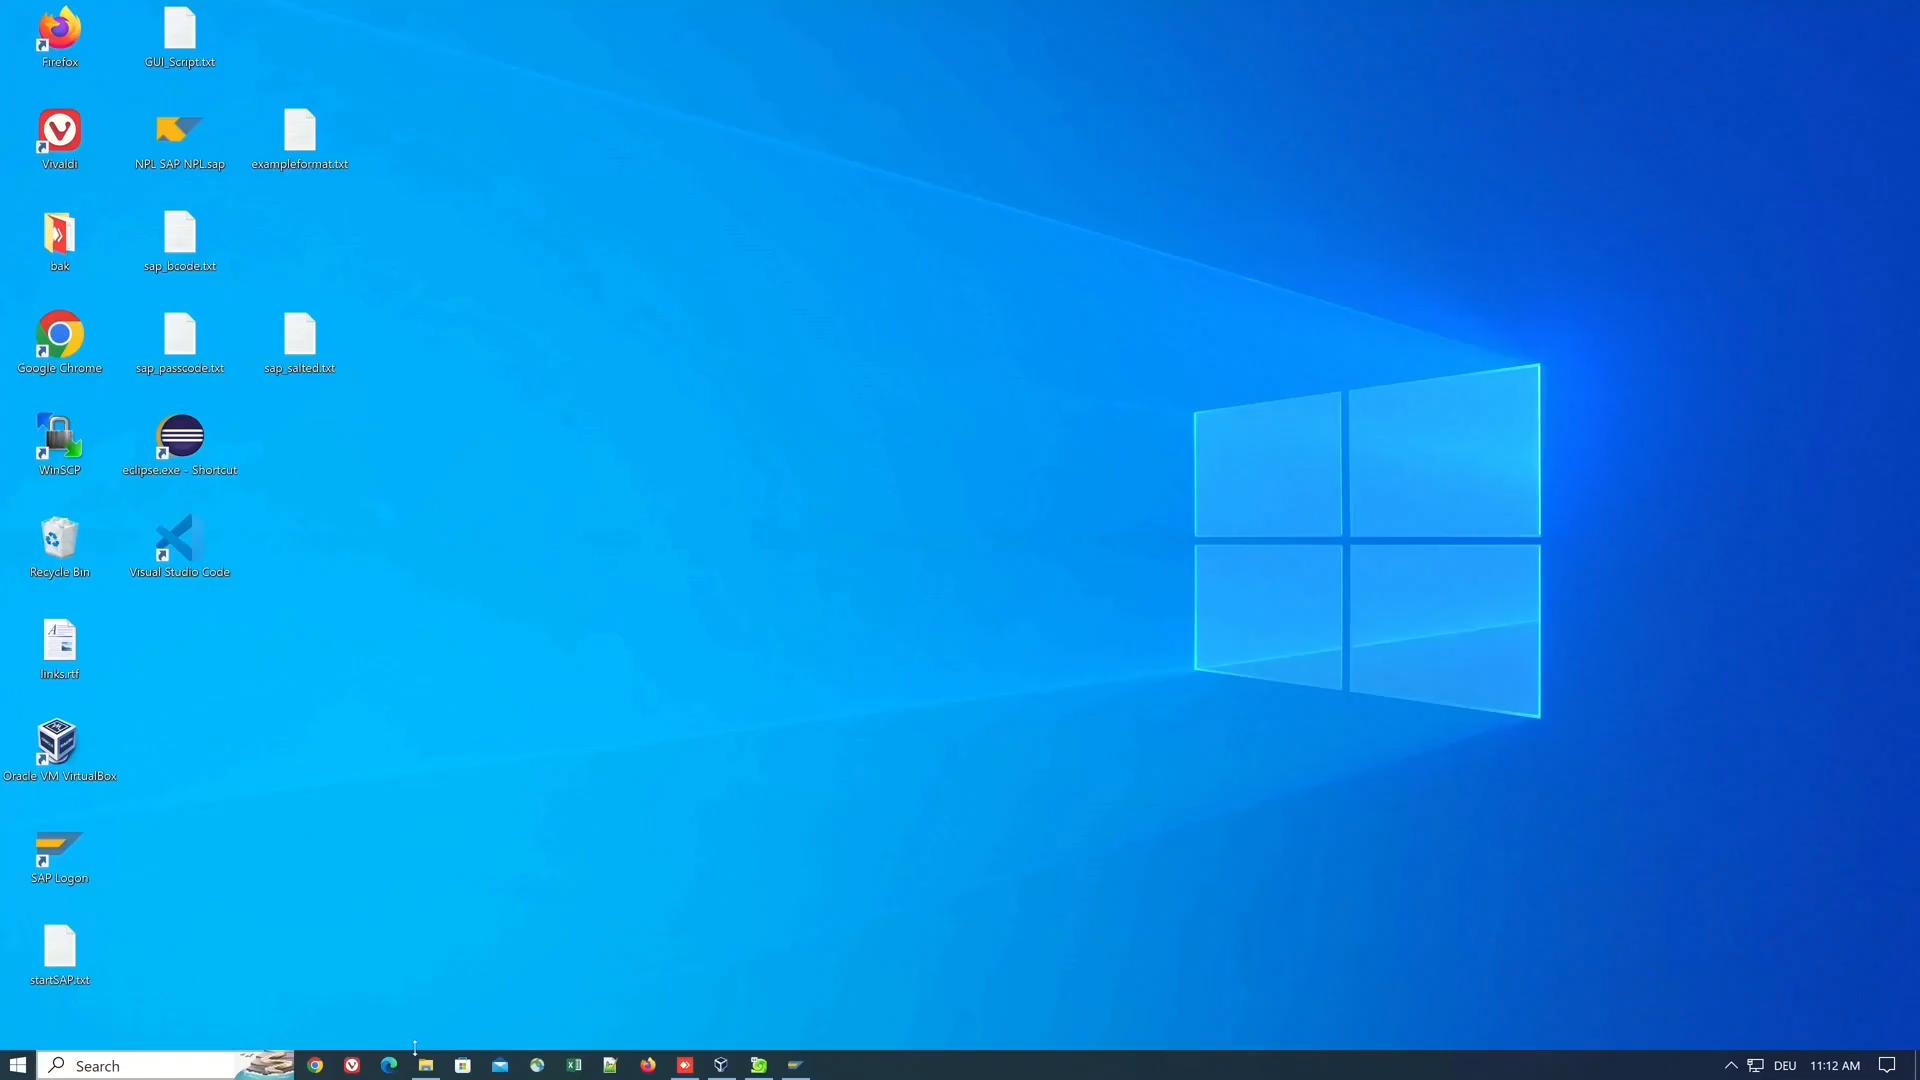 Firefox
GUI_Script.txt
Vivaldi
NPL SAP NPL.sap
exampleformat.txt
bak
sap_bcode.txt
Google Chrome
sap_passcode.txt
sap_salted.txt
WinSCP
eclipse.exe - Shortcut
Recycle Bin
Visual Studio Code
links.rtf
Oracle VM VirtualBox
SAP Logon
startSAP.txt
Search
DEU
11:12 AM